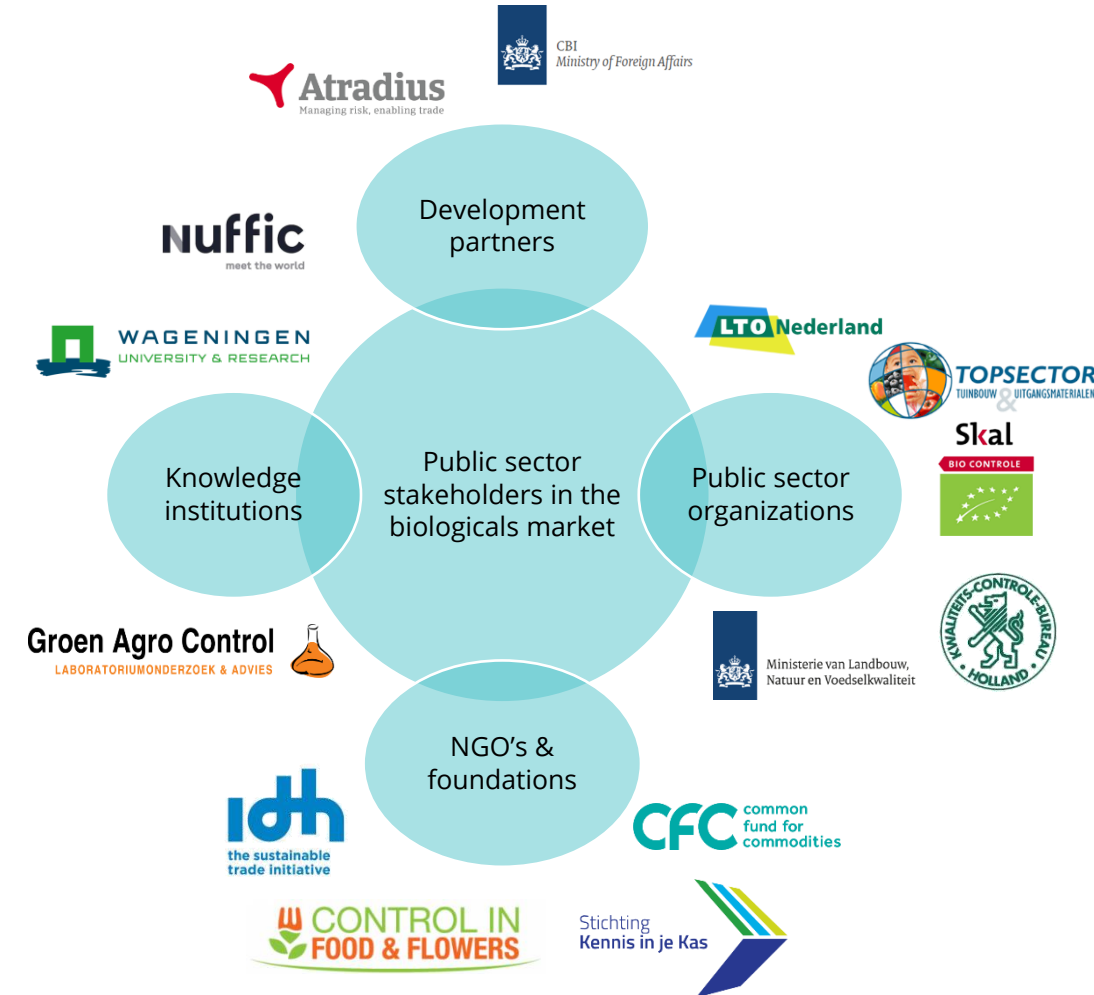 CBI
Ministry of Foreign Affairs
Atradius
Managing risk, enabling trade
Development
partners
nuffic
meet the world
WAGENINGEN
UNIVERSITY & RESEARCH
LTO Nederland
TOPSECTOR
TUINBOUW & UITGANGSMATERIALEN
Skal
BIO CONTROLE
Knowledge
institutions
Public sector
stakeholders in the
biologicals market
Public sector
organizations
KWALITEITS-CONTROLE-BUREAU
HOLLAND
Groen Agro Control
LABORATORIUMONDERZOEK & ADVIES
Ministerie van Landbouw,
Natuur en Voedselkwaliteit
NGO’s &
foundations
idh
the sustainable
trade initiative
CFC
common
fund for
commodities
CONTROL IN
FOOD & FLOWERS
Stichting
Kennis in je Kas